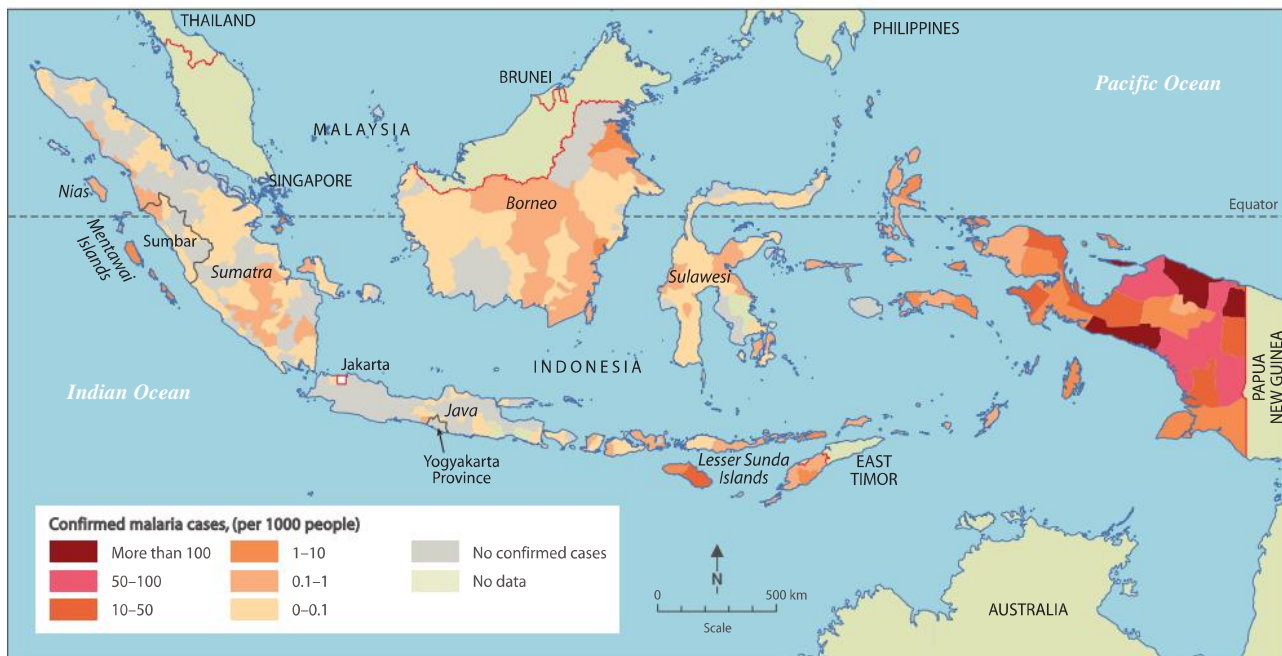 THAILAND
PHILIPPINES
BRUNEI
Pacific Ocean
MALAYSIA
SINGAPORE
Nias
Borneo
Equator
Mentawai
Islands
Sumbar
Sumatra
Sulawesi
Jakarta
INDONESIA
Indian Ocean
PAPUA
NEW GUINEA
Java
Yogyakarta
Province
Lesser Sunda
Islands
EAST
TIMOR
Confirmed malaria cases, (per 1000 people)
More than 100
1–10
No confirmed cases
50–100
0.1–1
No data
10–50
0–0.1
N
0
500 km
Scale
AUSTRALIA